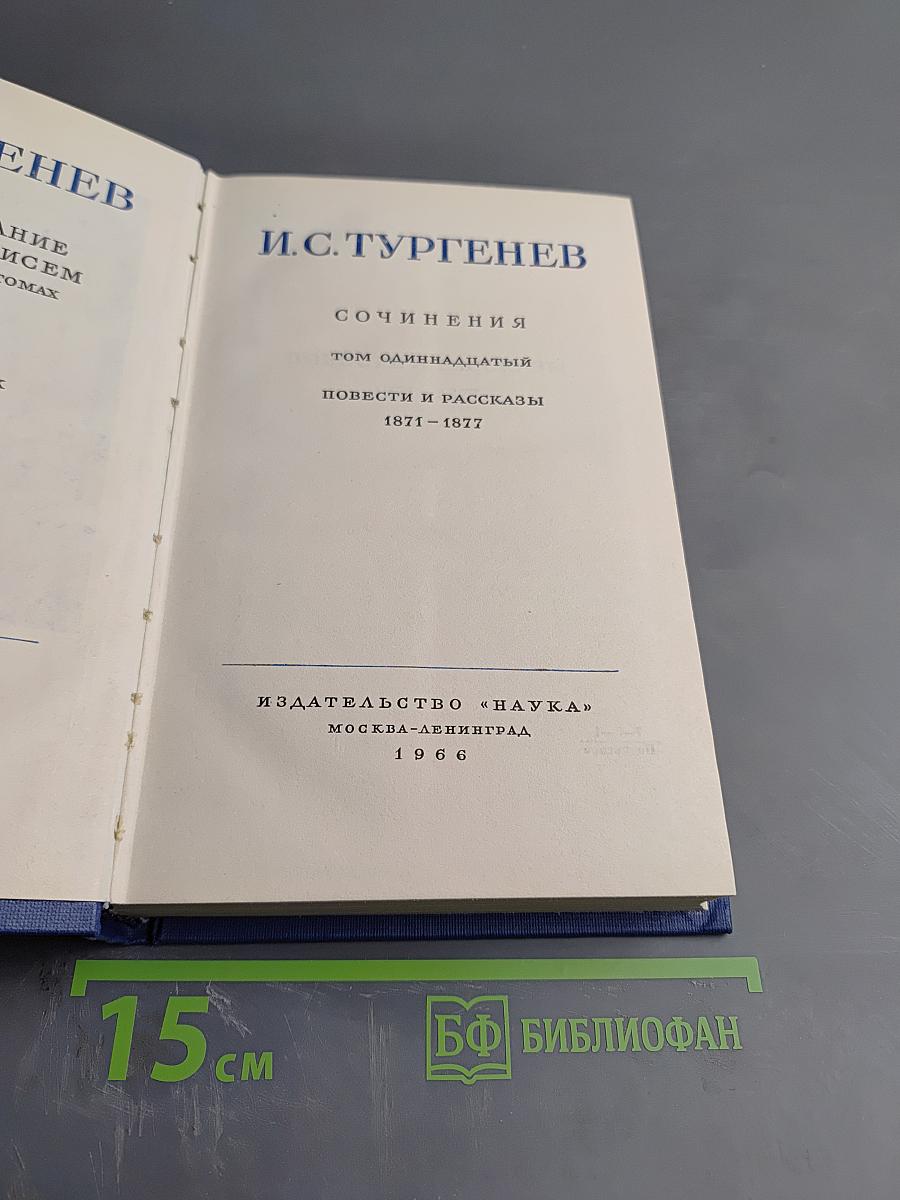 ЕНЕВ
АНИЕ
ИСЕМ
ТОМАХ
И. С. ТУРГЕНЕВ
СОЧИНЕНИЯ
ТОМ ОДИННАДЦАТЫЙ
ПОВЕСТИ И РАССКАЗЫ
1871–1877
ИЗДАТЕЛЬСТВО «НАУКА»
МОСКВА–ЛЕНИНГРАД
1966
15 СМ
БФ БИБЛИОФАН